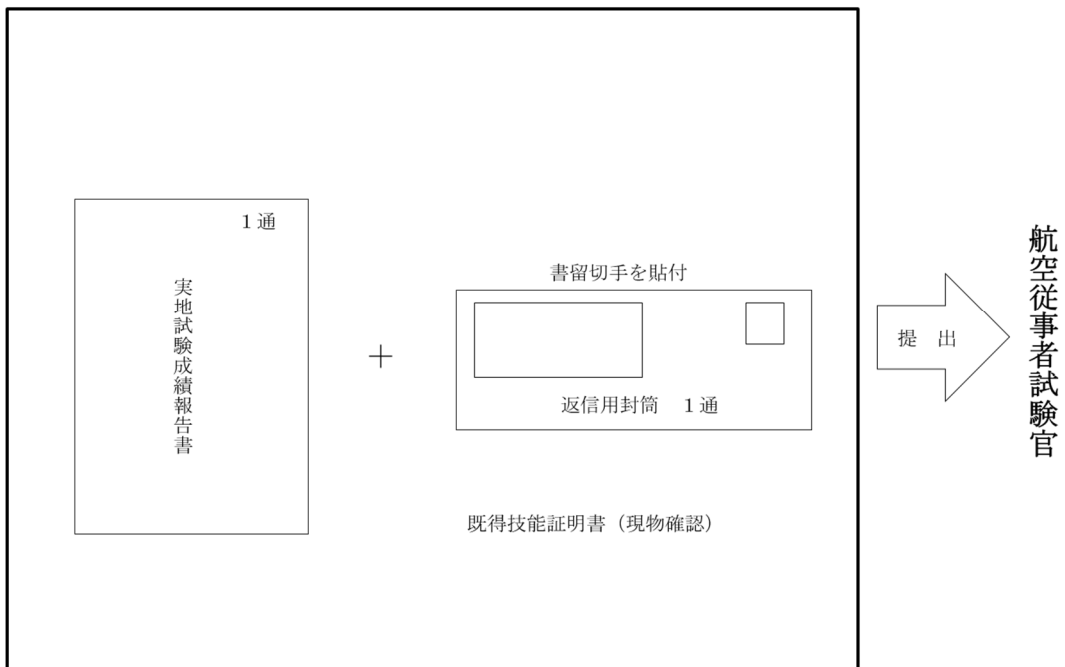 1通
実地試験成績報告書
＋
書留切手を貼付
返信用封筒　1通
既得技能証明書（現物確認）
提　出
航空従事者試験官